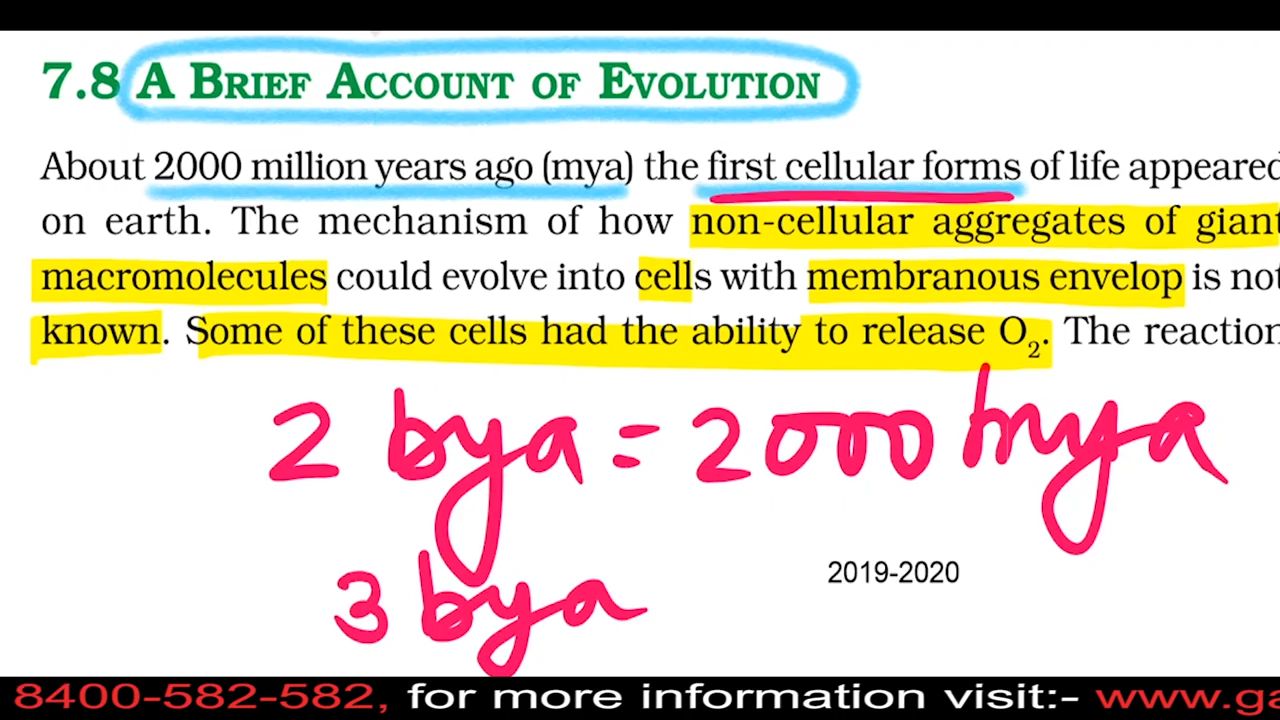 7.8 A BRIEF ACCOUNT OF EVOLUTION
About 2000 million years ago (mya) the first cellular forms of life appeared
on earth. The mechanism of how non-cellular aggregates of giant
macromolecules could evolve into cells with membranous envelop is not
known. Some of these cells had the ability to release O₂. The reaction
2 bya = 2000 mya
3 bya
2019-2020
8400-582-582, for more information visit:- www.ga